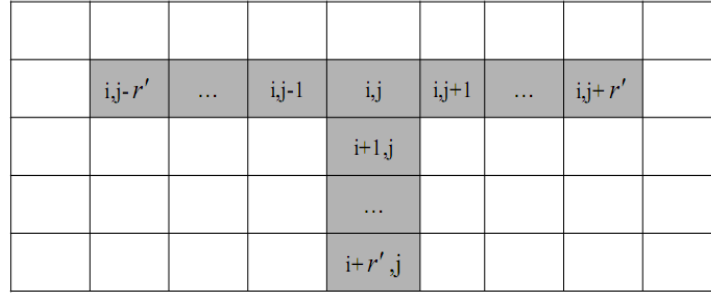 i,j-r′ … i,j-1 i,j i,j+1 … i,j+r′
i+1,j
…
i+r′,j